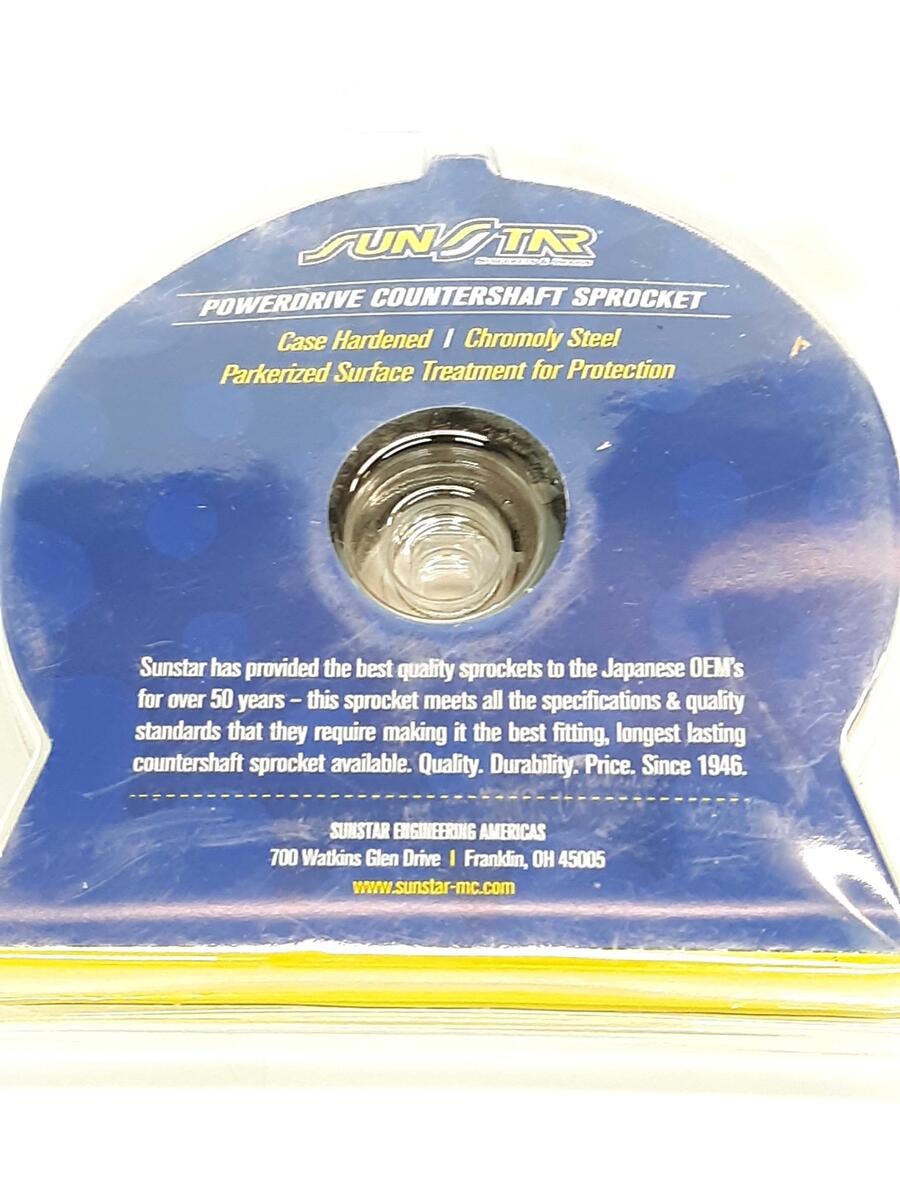 SUNSTAR
POWERDRIVE COUNTERSHAFT SPROCKET
Case Hardened | Chromoly Steel
Parkerized Surface Treatment for Protection
Sunstar has provided the best quality sprockets to the Japanese OEM's
for over 50 years – this sprocket meets all the specifications & quality
standards that they require making it the best fitting, longest lasting
countershaft sprocket available. Quality. Durability. Price. Since 1946.
SUNSTAR ENGINEERING AMERICAS
700 Watkins Glen Drive | Franklin, OH 45005
www.sunstar-mc.com